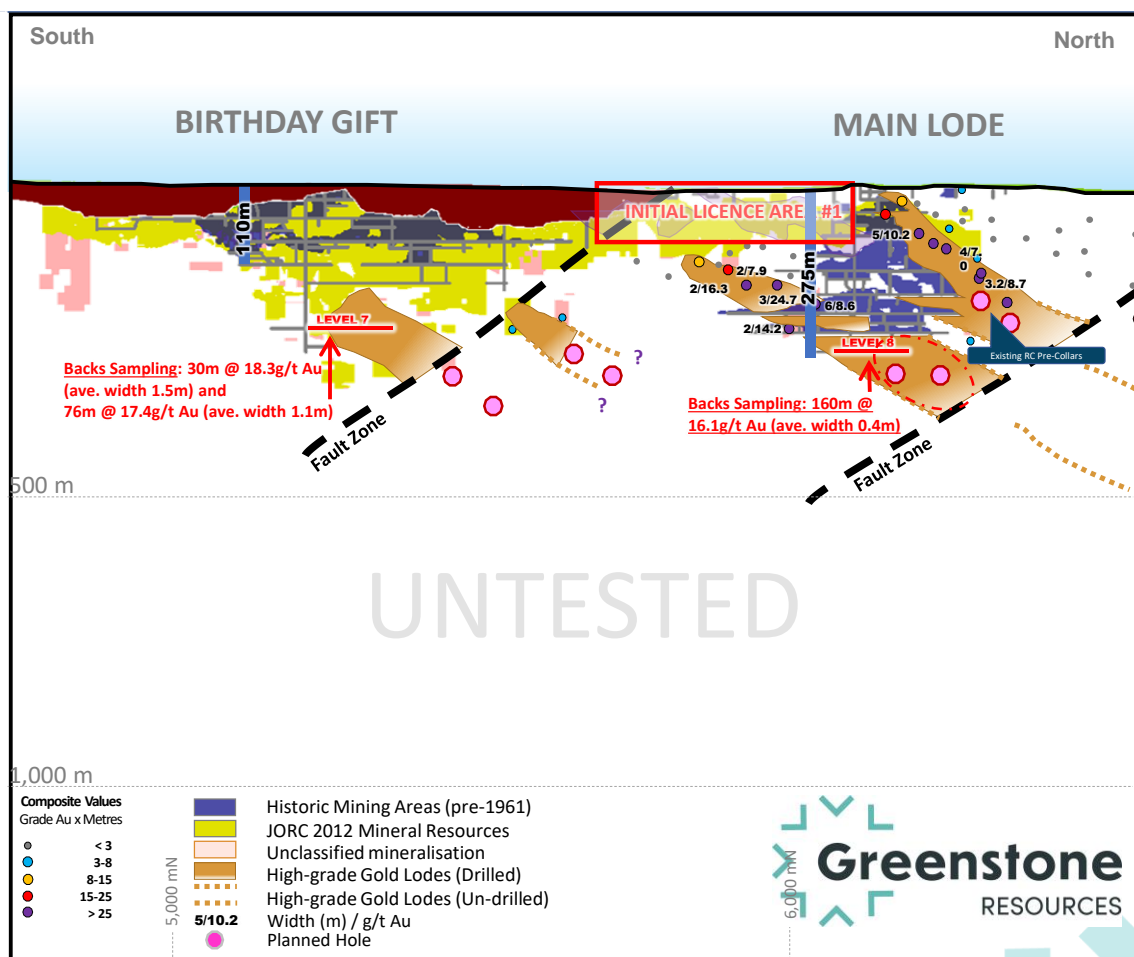 South
North
BIRTHDAY GIFT
MAIN LODE
INITIAL LICENCE AREA #1
110m
275m
5/10.2
4/7.
0
2/7.9
2/16.3
3/24.7
3.2/8.7
6/8.6
2/14.2
LEVEL 7
LEVEL 8
Existing RC Pre-Collars
?
?
Backs Sampling: 30m @ 18.3g/t Au
(ave. width 1.5m) and
76m @ 17.4g/t Au (ave. width 1.1m)
Backs Sampling: 160m @
16.1g/t Au (ave. width 0.4m)
Fault Zone
Fault Zone
500 m
UNTESTED
1,000 m
Composite Values
Grade Au x Metres
< 3
3-8
8-15
15-25
> 25
5,000 mN
Historic Mining Areas (pre-1961)
JORC 2012 Mineral Resources
Unclassified mineralisation
High-grade Gold Lodes (Drilled)
High-grade Gold Lodes (Un-drilled)
5/10.2 Width (m) / g/t Au
Planned Hole
6,000 mN
Greenstone
RESOURCES